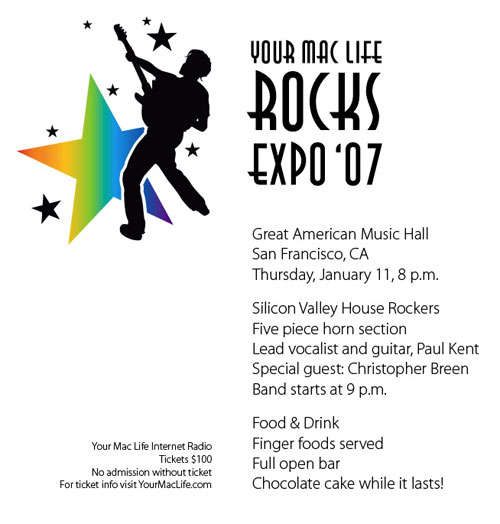 YOUR MAC LIFE
ROCKS
EXPO '07
Great American Music Hall
San Francisco, CA
Thursday, January 11, 8 p.m.
Silicon Valley House Rockers
Five piece horn section
Lead vocalist and guitar, Paul Kent
Special guest: Christopher Breen
Band starts at 9 p.m.
Food & Drink
Finger foods served
Full open bar
Chocolate cake while it lasts!
Your Mac Life Internet Radio
Tickets $100
No admission without ticket
For ticket info visit YourMacLife.com